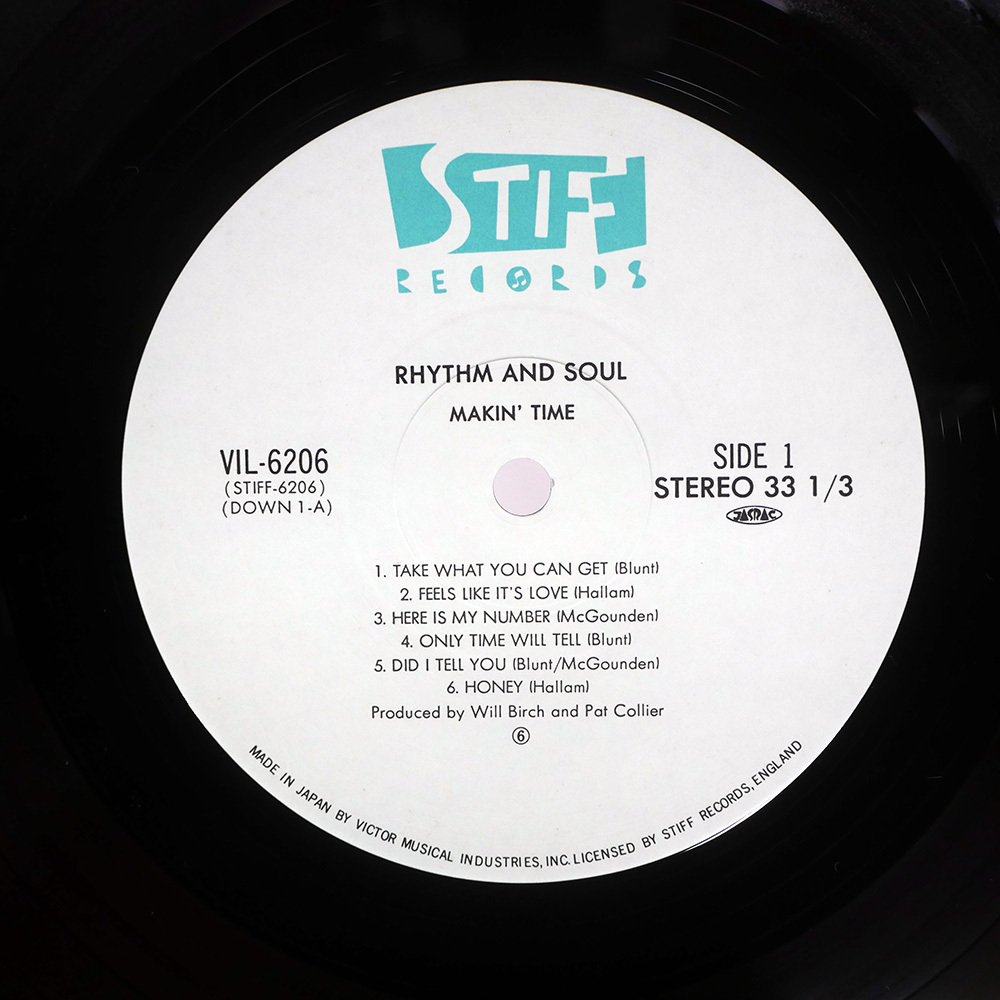 STIFF
RECORDS
RHYTHM AND SOUL
MAKIN' TIME
VIL-6206
(STIFF-6206)
(DOWN 1-A)
SIDE 1
STEREO 33 1/3
JASRAC
1. TAKE WHAT YOU CAN GET (Blunt)
2. FEELS LIKE IT'S LOVE (Hallam)
3. HERE IS MY NUMBER (McGounden)
4. ONLY TIME WILL TELL (Blunt)
5. DID I TELL YOU (Blunt/McGounden)
6. HONEY (Hallam)
Produced by Will Birch and Pat Collier
⑥
MADE IN JAPAN BY VICTOR MUSICAL INDUSTRIES, INC. LICENSED BY STIFF RECORDS, ENGLAND